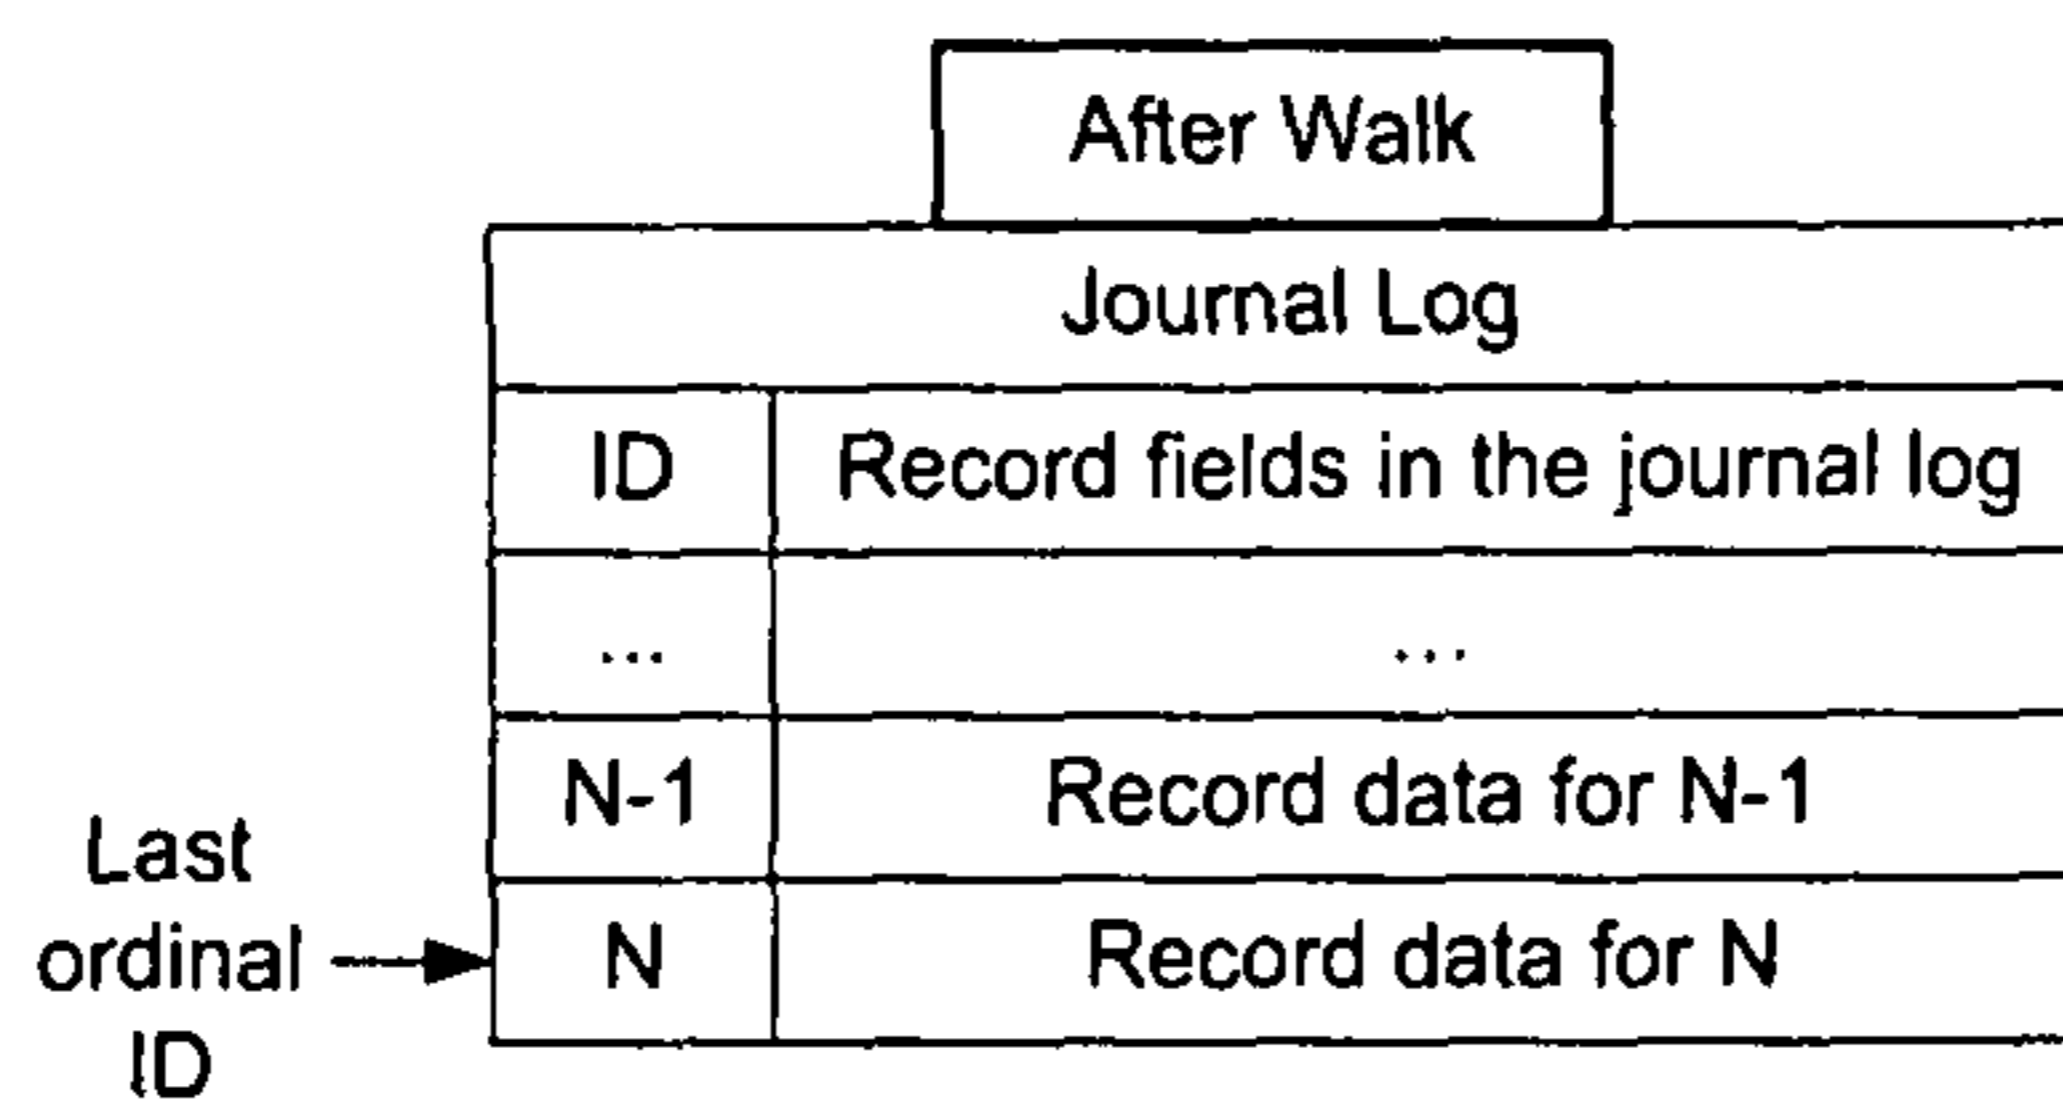 After Walk
Journal Log
ID Record fields in the journal log
... ...
N-1 Record data for N-1
Last
ordinal
ID
N Record data for N